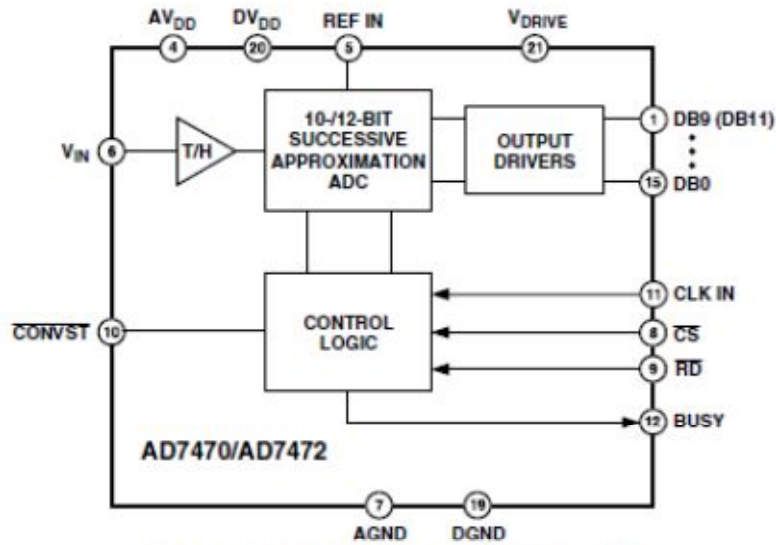 AVDD DVDD REF IN VDRIVE
4 20 5 21
10-/12-BIT
SUCCESSIVE
APPROXIMATION
ADC
OUTPUT
DRIVERS
1 DB9 (DB11)
15 DB0
VIN 6 T/H
CONTROL
LOGIC
11 CLK IN
8 CS
9 RD
12 BUSY
CONVST 10
AD7470/AD7472
7 19
AGND DGND